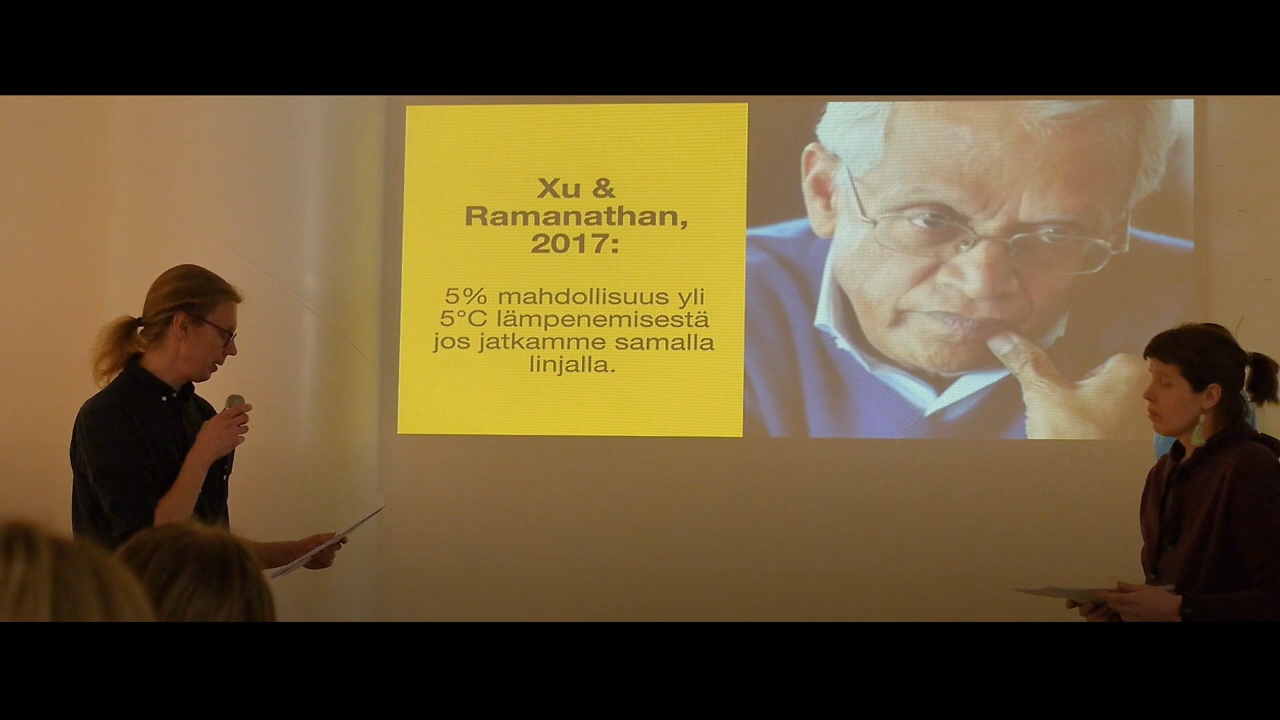 Xu &
Ramanathan,
2017:
5% mahdollisuus yli
5°C lämpenemisestä
jos jatkamme samalla
linjalla.